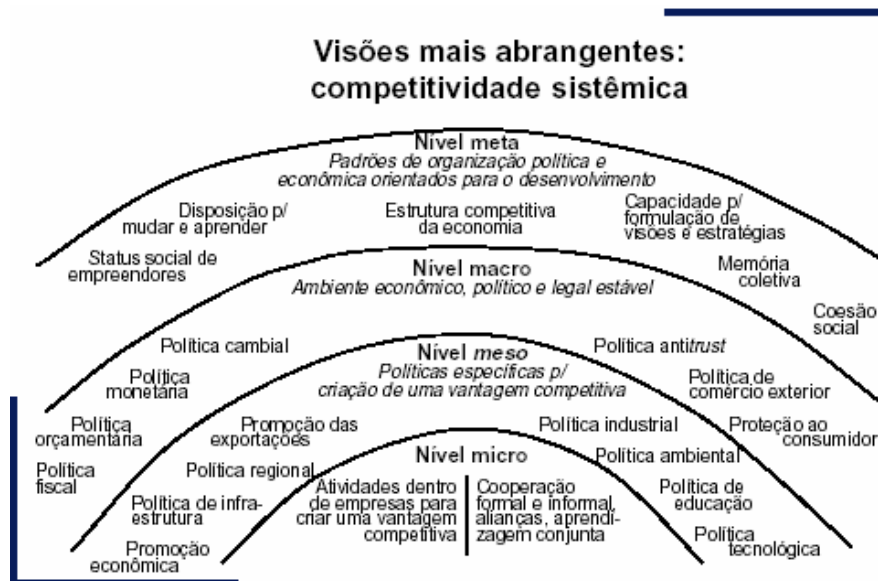 Visões mais abrangentes:
competitividade sistêmica
Nível meta
Padrões de organização política e
econômica orientados para o desenvolvimento
Disposição p/
mudar e aprender
Estrutura competitiva
da economia
Capacidade p/
formulação de
visões e estratégias
Status social de
empreendores
Memória
coletiva
Coesão
social
Nível macro
Ambiente econômico, político e legal estável
Política cambial
Política antitrust
Política
monetária
Política de
comércio exterior
Política
orçamentária
Proteção ao
consumidor
Política
fiscal
Nível meso
Políticas específicas p/
criação de uma vantagem competitiva
Promoção das
exportações
Política industrial
Política regional
Política ambiental
Política de infra-
estrutura
Política de
educação
Promoção
econômica
Política
tecnológica
Nível micro
Atividades dentro
de empresas para
criar uma vantagem
competitiva
Cooperação
formal e informal,
alianças, aprendi-
zagem conjunta